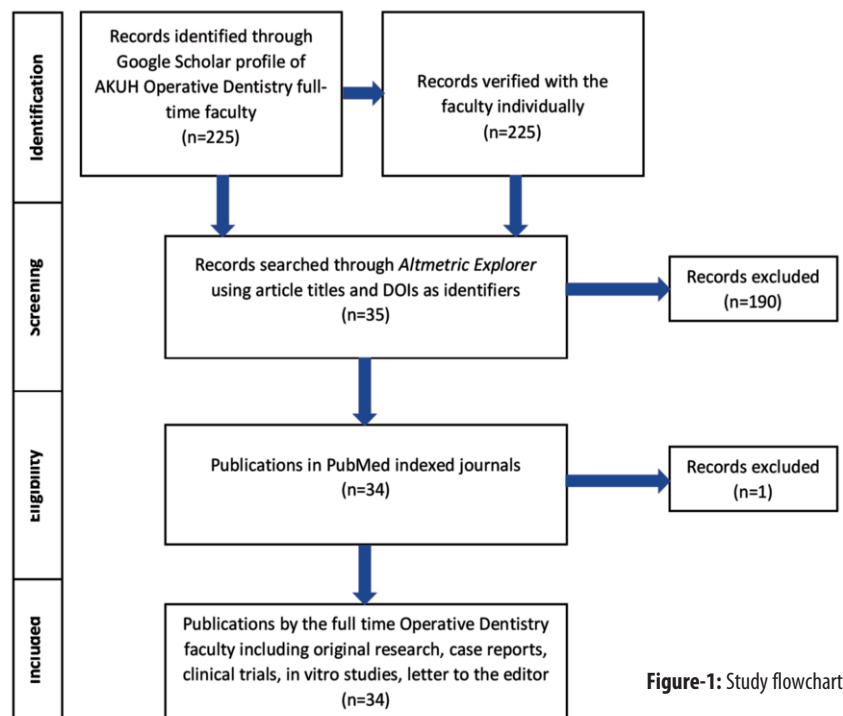 Identification
Records identified through
Google Scholar profile of
AKUH Operative Dentistry full-
time faculty
(n=225)
Records verified with the
faculty individually
(n=225)
Screening
Records searched through Altmetric Explorer
using article titles and DOIs as identifiers
(n=35)
Records excluded
(n=190)
Eligibility
Publications in PubMed indexed journals
(n=34)
Records excluded
(n=1)
Included
Publications by the full time Operative Dentistry
faculty including original research, case reports,
clinical trials, in vitro studies, letter to the editor
(n=34)
Figure-1: Study flowchart